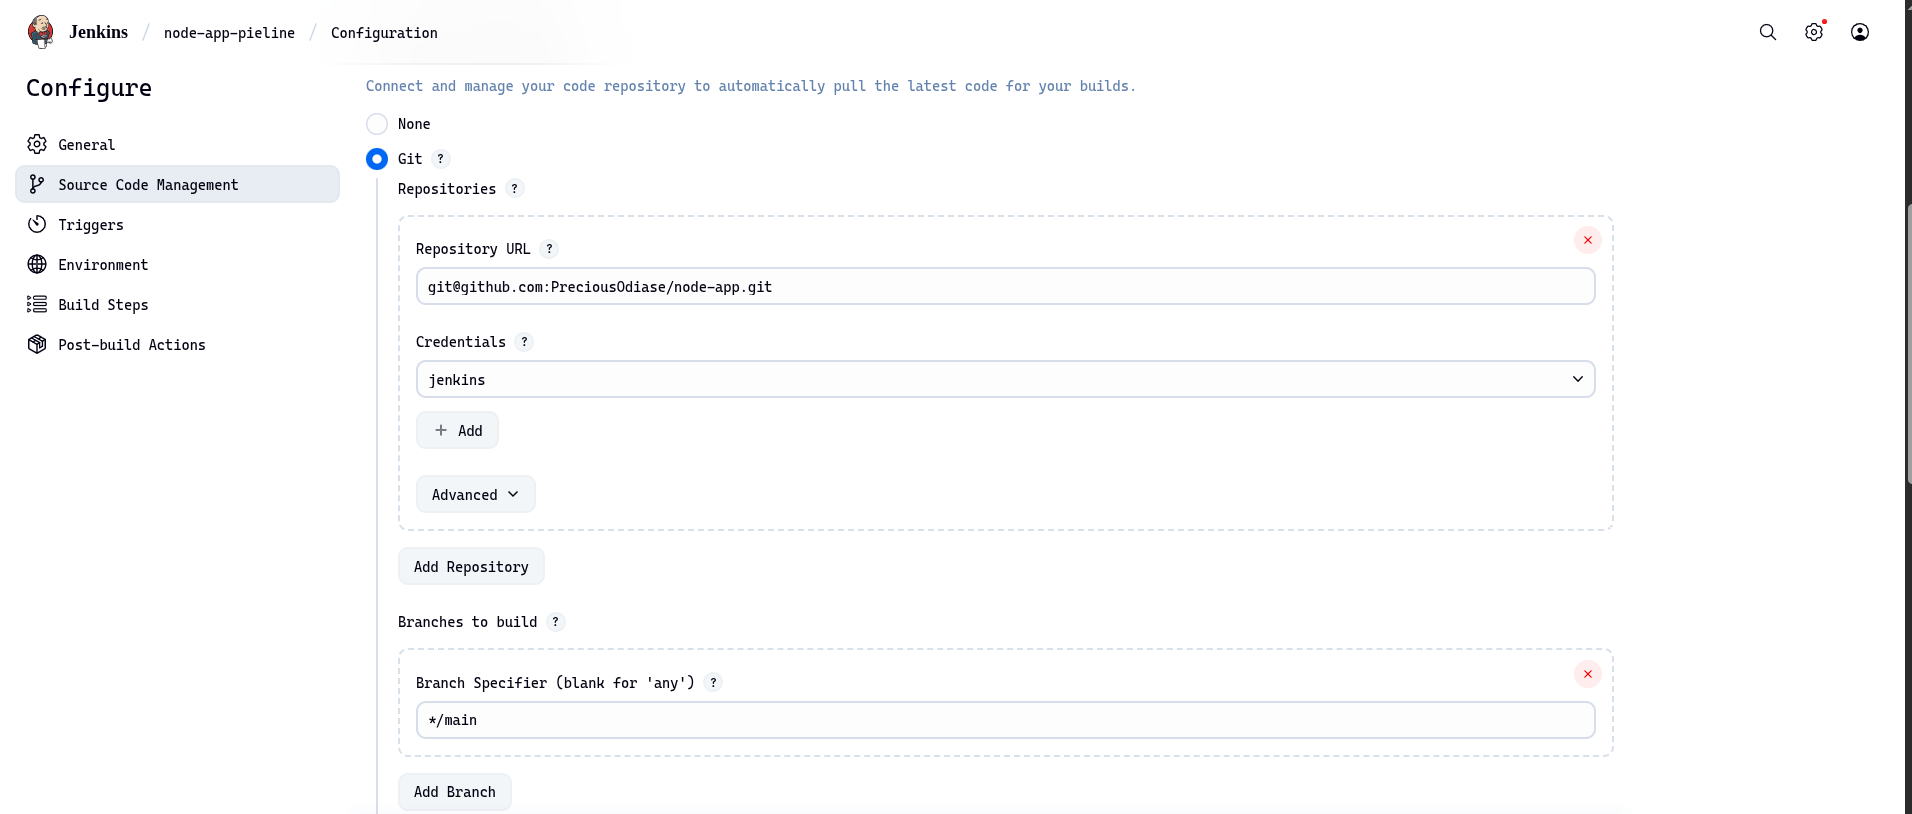 Jenkins / node-app-pieline / Configuration
Configure
General
Source Code Management
Triggers
Environment
Build Steps
Post-build Actions
Connect and manage your code repository to automatically pull the latest code for your builds.
None
Git ?
Repositories ?
Repository URL ?
git@github.com:PreciousOdiase/node-app.git
Credentials ?
jenkins
+ Add
Advanced
Add Repository
Branches to build ?
Branch Specifier (blank for 'any') ?
*/main
Add Branch